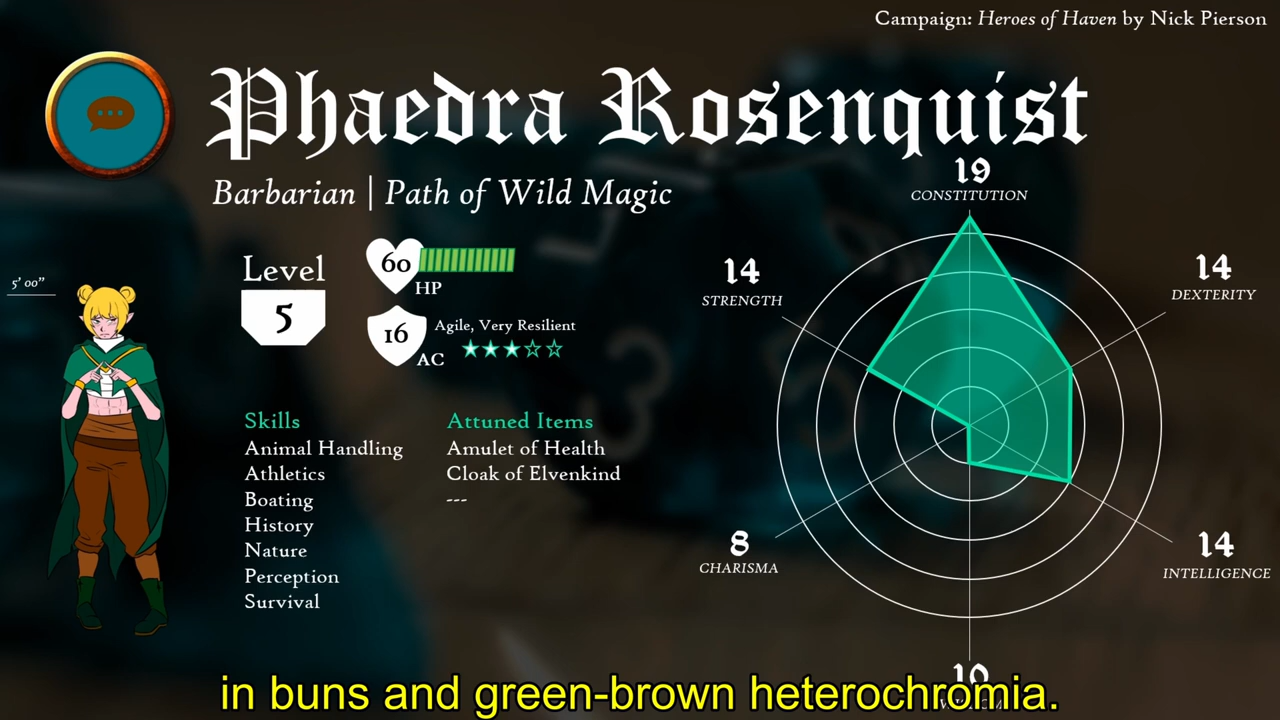 Campaign: Heroes of Haven by Nick Pierson
Phaedra Rosenquist
Barbarian | Path of Wild Magic
19
CONSTITUTION
14
STRENGTH
14
DEXTERITY
5' 00"
Level
5
60
HP
16
AC
Agile, Very Resilient
Skills
Animal Handling
Athletics
Boating
History
Nature
Perception
Survival
Attuned Items
Amulet of Health
Cloak of Elvenkind
---
8
CHARISMA
14
INTELLIGENCE
10
in buns and green-brown heterochromia.